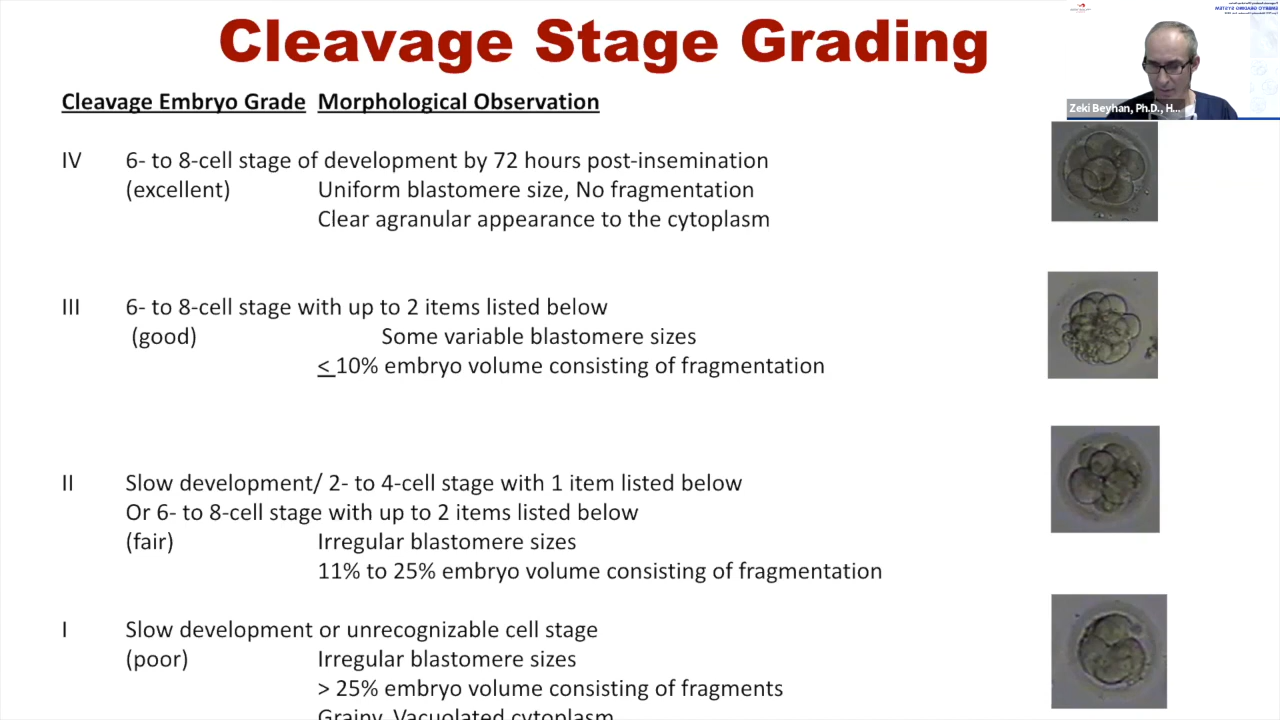 Cleavage Stage Grading
Cleavage Embryo Grade Morphological Observation
Zeki Beyhan, Ph.D., H...
IV 6- to 8-cell stage of development by 72 hours post-insemination
(excellent) Uniform blastomere size, No fragmentation
Clear agranular appearance to the cytoplasm
III 6- to 8-cell stage with up to 2 items listed below
(good) Some variable blastomere sizes
< 10% embryo volume consisting of fragmentation
II Slow development/ 2- to 4-cell stage with 1 item listed below
Or 6- to 8-cell stage with up to 2 items listed below
(fair) Irregular blastomere sizes
11% to 25% embryo volume consisting of fragmentation
I Slow development or unrecognizable cell stage
(poor) Irregular blastomere sizes
> 25% embryo volume consisting of fragments
Grainy, Vacuolated cytoplasm